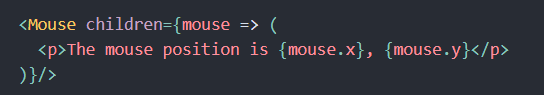 <Mouse children={mouse => (
  <p>The mouse position is {mouse.x}, {mouse.y}</p>
)}/>